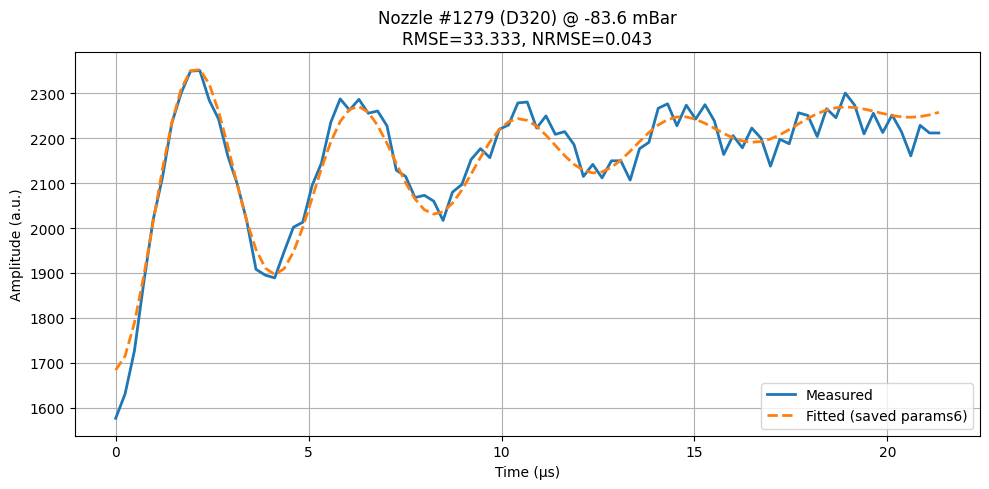 Nozzle #1279 (D320) @ -83.6 mBar
RMSE=33.333, NRMSE=0.043
2300
2200
2100
2000
1900
1800
1700
1600
Amplitude (a.u.)
Measured
Fitted (saved params6)
0
5
10
15
20
Time (µs)